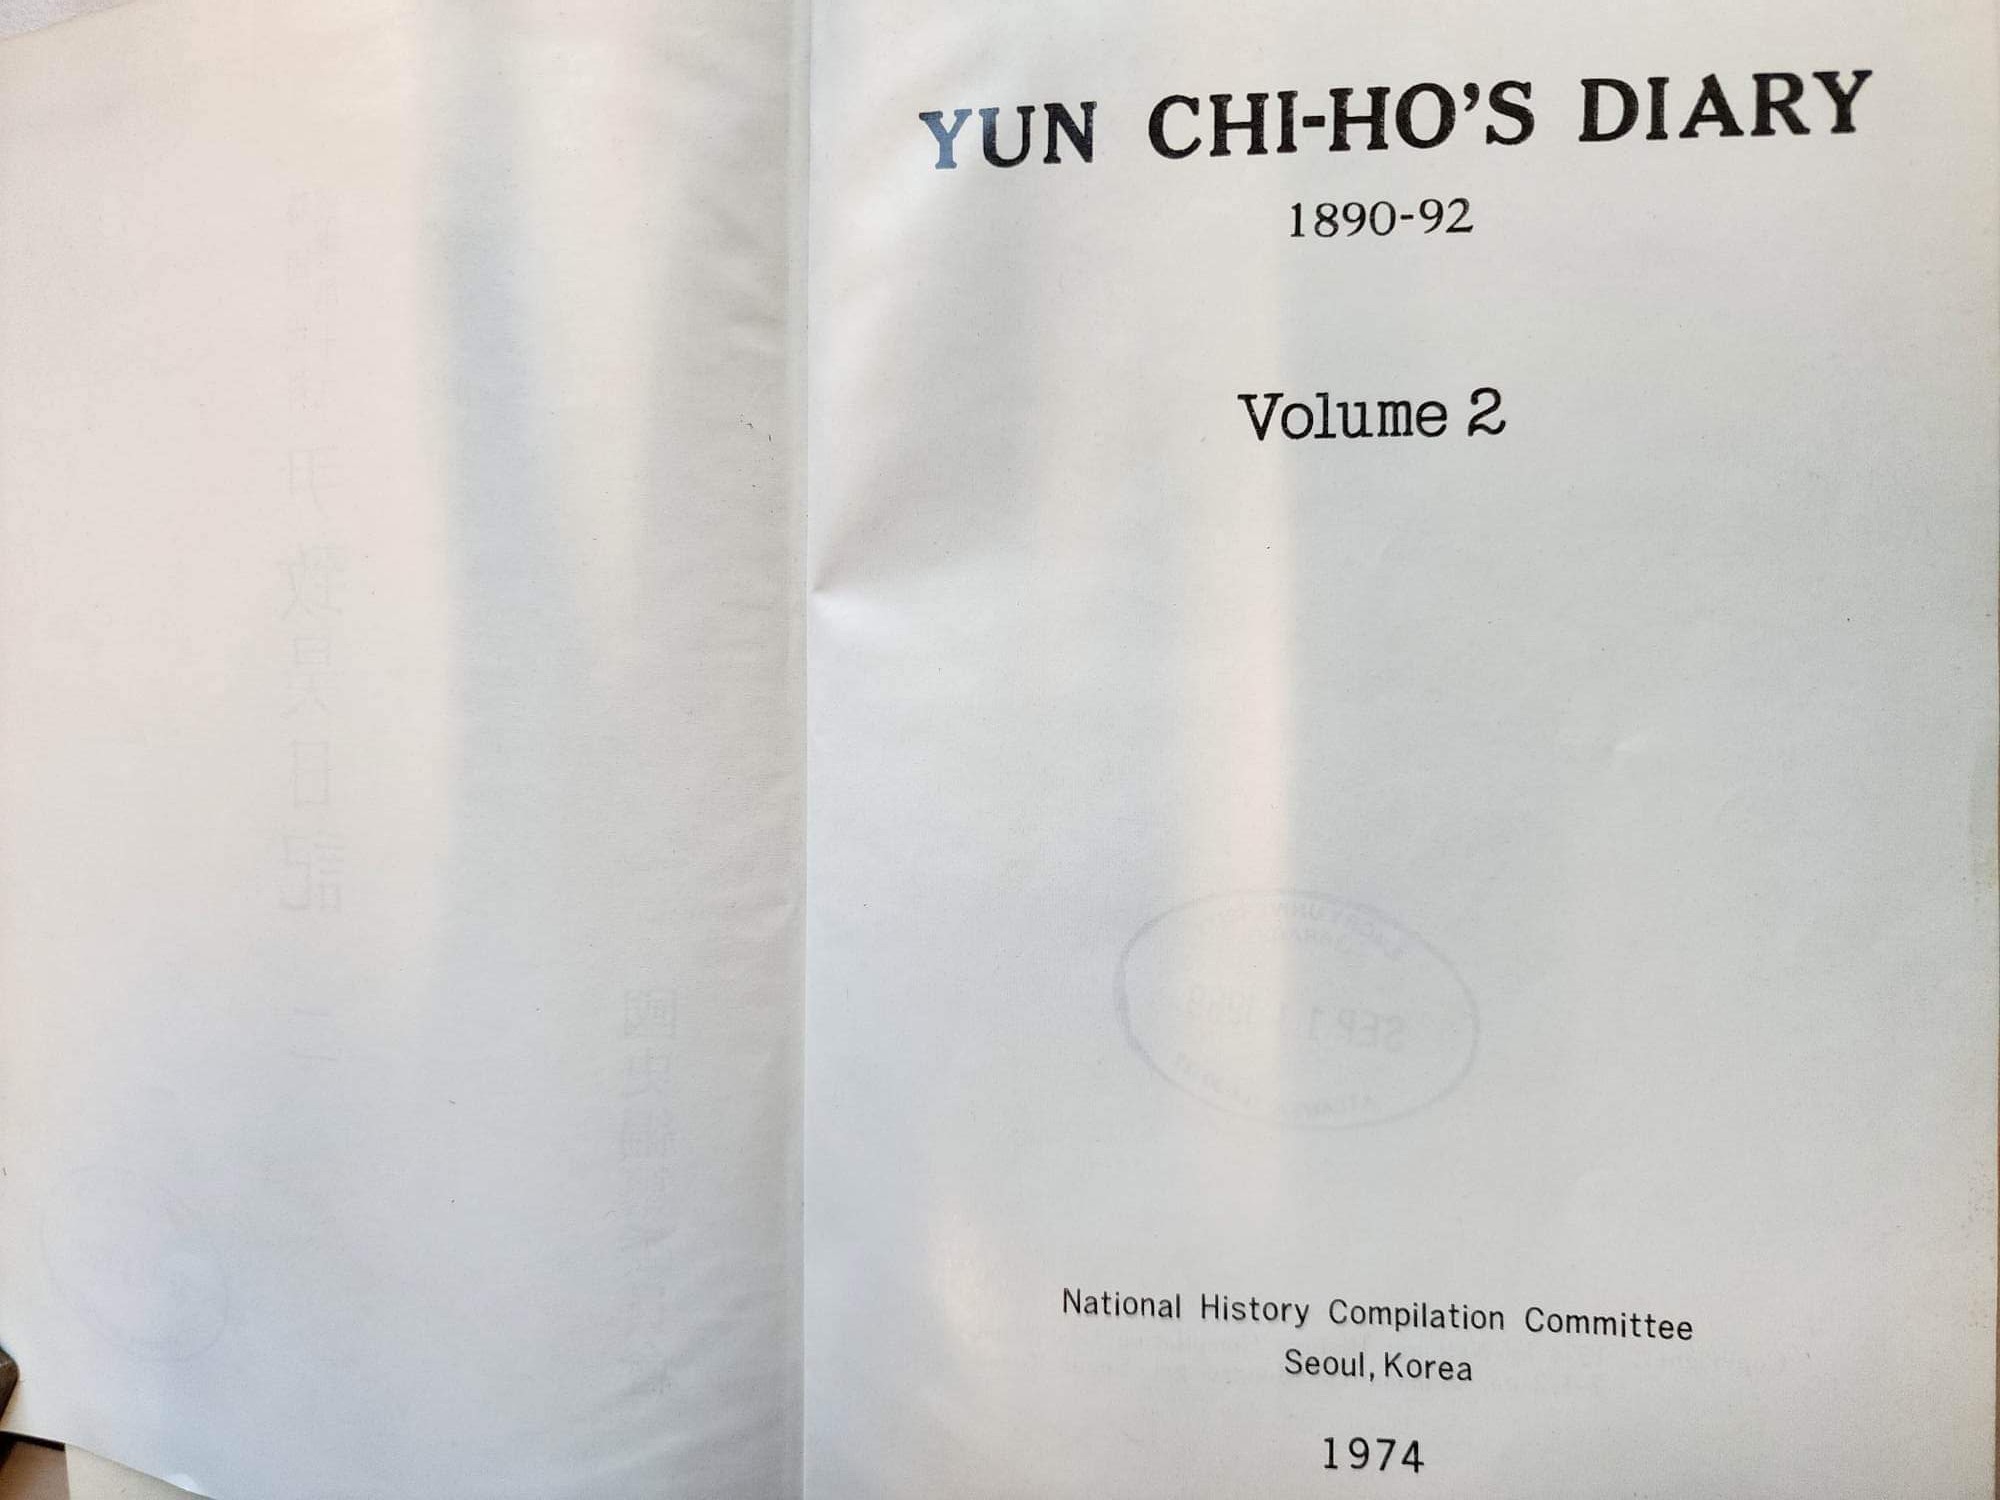 YUN CHI-HO'S DIARY
1890-92
Volume 2
National History Compilation Committee
Seoul, Korea
1974